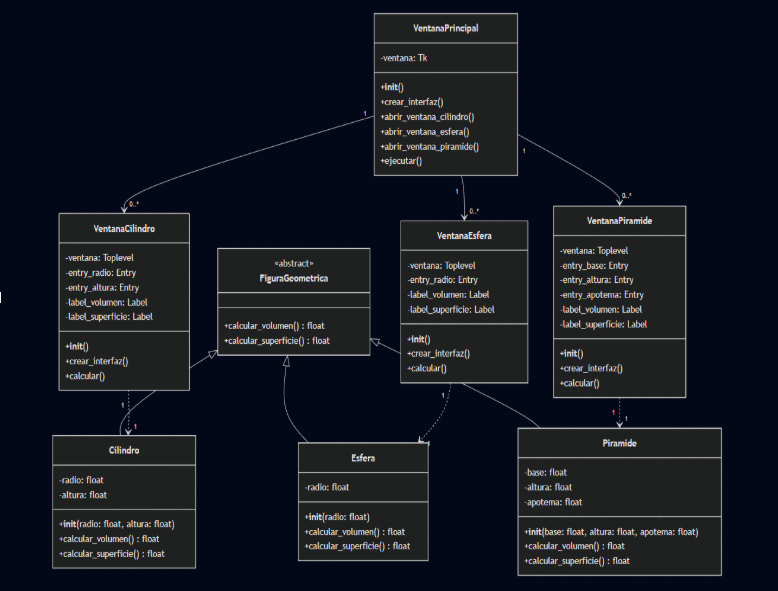 VentanaPrincipal
-ventana: Tk
+init()
+crear_interfaz()
+abrir_ventana_cilindro()
+abrir_ventana_esfera()
+abrir_ventana_piramide()
+ejecutar()
1
1
1
0..*
0..*
0..*
VentanaCilindro
-ventana: Toplevel
-entry_radio: Entry
-entry_altura: Entry
-label_volumen: Label
-label_superficie: Label
+init()
+crear_interfaz()
+calcular()
«abstract»
FiguraGeometrica
+calcular_volumen() : float
+calcular_superficie() : float
VentanaEsfera
-ventana: Toplevel
-entry_radio: Entry
-label_volumen: Label
-label_superficie: Label
+init()
+crear_interfaz()
+calcular()
VentanaPiramide
-ventana: Toplevel
-entry_base: Entry
-entry_altura: Entry
-entry_apotema: Entry
-label_volumen: Label
-label_superficie: Label
+init()
+crear_interfaz()
+calcular()
1
1
1
1
1
Cilindro
-radio: float
-altura: float
+init(radio: float, altura: float)
+calcular_volumen() : float
+calcular_superficie() : float
Esfera
-radio: float
+init(radio: float)
+calcular_volumen() : float
+calcular_superficie() : float
Piramide
-base: float
-altura: float
-apotema: float
+init(base: float, altura: float, apotema: float)
+calcular_volumen() : float
+calcular_superficie() : float